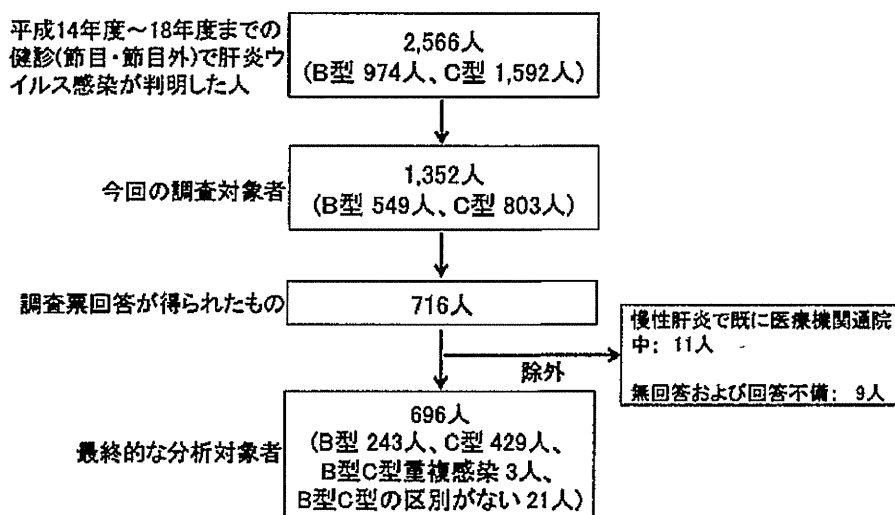 平成14年度～18年度までの
健診(節目・節目外)で肝炎ウ
イルス感染が判明した人
2,566人
(B型 974人、C型 1,592人)
今回の調査対象者
1,352人
(B型 549人、C型 803人)
調査票回答が得られたもの
716人
除外
慢性肝炎で既に医療機関通院
中: 11人
無回答および回答不備: 9人
最終的な分析対象者
696人
(B型 243人、C型 429人、
B型C型重複感染 3人、
B型C型の区別がない 21人)